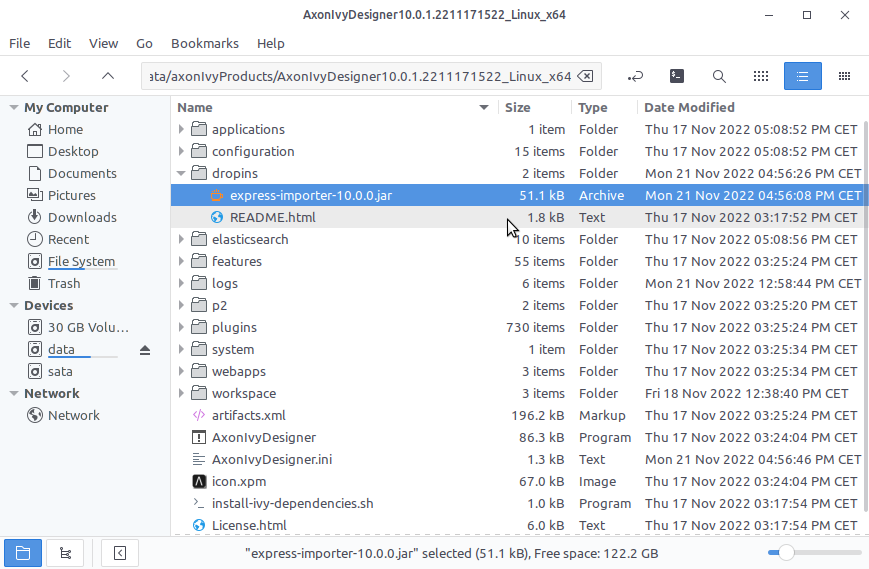 AxonIvyDesigner10.0.1.2211171522_Linux_x64
File Edit View Go Bookmarks Help
ata/axonIvyProducts/AxonIvyDesigner10.0.1.2211171522_Linux_x64
My Computer
Home
Desktop
Documents
Pictures
Downloads
Recent
File System
Trash
Devices
30 GB Volu...
data
sata
Network
Network
Name Size Type Date Modified
applications 1 item Folder Thu 17 Nov 2022 05:08:52 PM CET
configuration 15 items Folder Thu 17 Nov 2022 05:08:52 PM CET
dropins 2 items Folder Mon 21 Nov 2022 04:56:26 PM CET
express-importer-10.0.0.jar 51.1 kB Archive Mon 21 Nov 2022 04:56:08 PM CET
README.html 1.8 kB Text Thu 17 Nov 2022 03:17:52 PM CET
elasticsearch 10 items Folder Thu 17 Nov 2022 05:08:56 PM CET
features 55 items Folder Thu 17 Nov 2022 03:25:24 PM CET
logs 6 items Folder Mon 21 Nov 2022 12:58:44 PM CET
p2 2 items Folder Thu 17 Nov 2022 03:25:20 PM CET
plugins 730 items Folder Thu 17 Nov 2022 03:25:24 PM CET
system 1 item Folder Thu 17 Nov 2022 03:25:34 PM CET
webapps 3 items Folder Thu 17 Nov 2022 03:25:34 PM CET
workspace 3 items Folder Fri 18 Nov 2022 12:38:40 PM CET
artifacts.xml 196.2 kB Markup Thu 17 Nov 2022 03:25:24 PM CET
AxonIvyDesigner 86.3 kB Program Thu 17 Nov 2022 03:24:04 PM CET
AxonIvyDesigner.ini 1.3 kB Text Mon 21 Nov 2022 04:56:46 PM CET
icon.xpm 67.0 kB Image Thu 17 Nov 2022 03:24:04 PM CET
install-ivy-dependencies.sh 1.0 kB Program Thu 17 Nov 2022 03:17:54 PM CET
License.html 6.0 kB Text Thu 17 Nov 2022 03:17:54 PM CET
"express-importer-10.0.0.jar" selected (51.1 kB), Free space: 122.2 GB